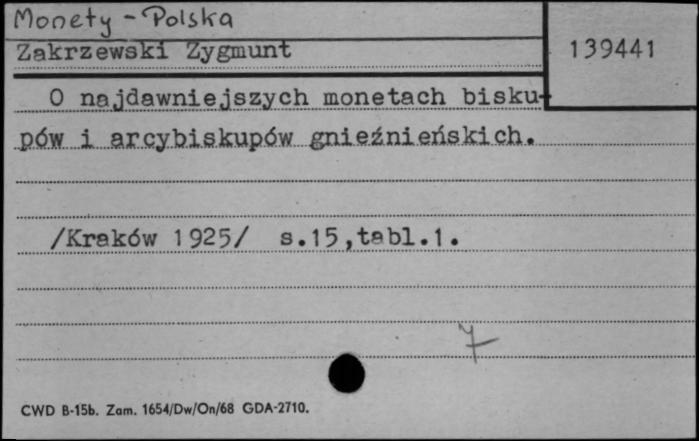 Monety - Polska
Zakrzewski Zygmunt
139441
O najdawniejszych monetach bisku-
pów i arcybiskupów gnieźnieńskich.
/Kraków 1925/ s.15,tabl.1.
7
CWD B-15b. Zam. 1654/Dw/On/68 GDA-2710.